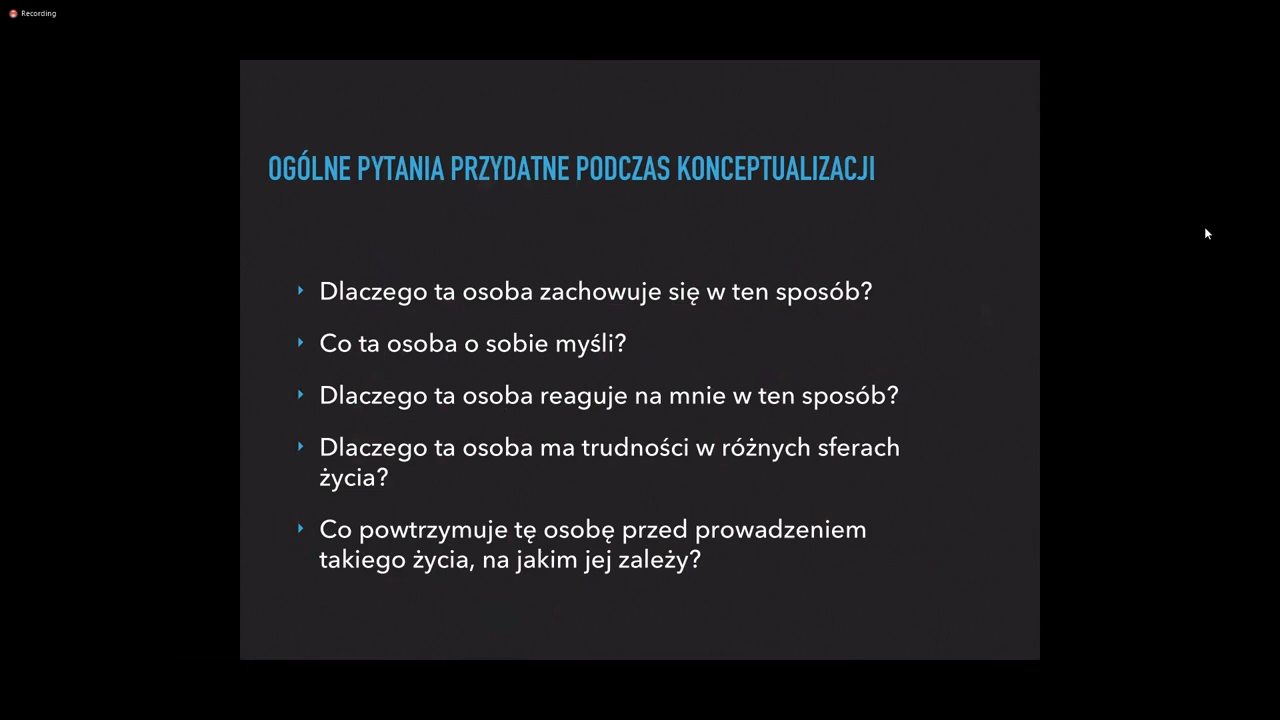 Recording
OGÓLNE PYTANIA PRZYDATNE PODCZAS KONCEPTUALIZACJI
Dlaczego ta osoba zachowuje się w ten sposób?
Co ta osoba o sobie myśli?
Dlaczego ta osoba reaguje na mnie w ten sposób?
Dlaczego ta osoba ma trudności w różnych sferach
życia?
Co powtrzymuje tę osobę przed prowadzeniem
takiego życia, na jakim jej zależy?